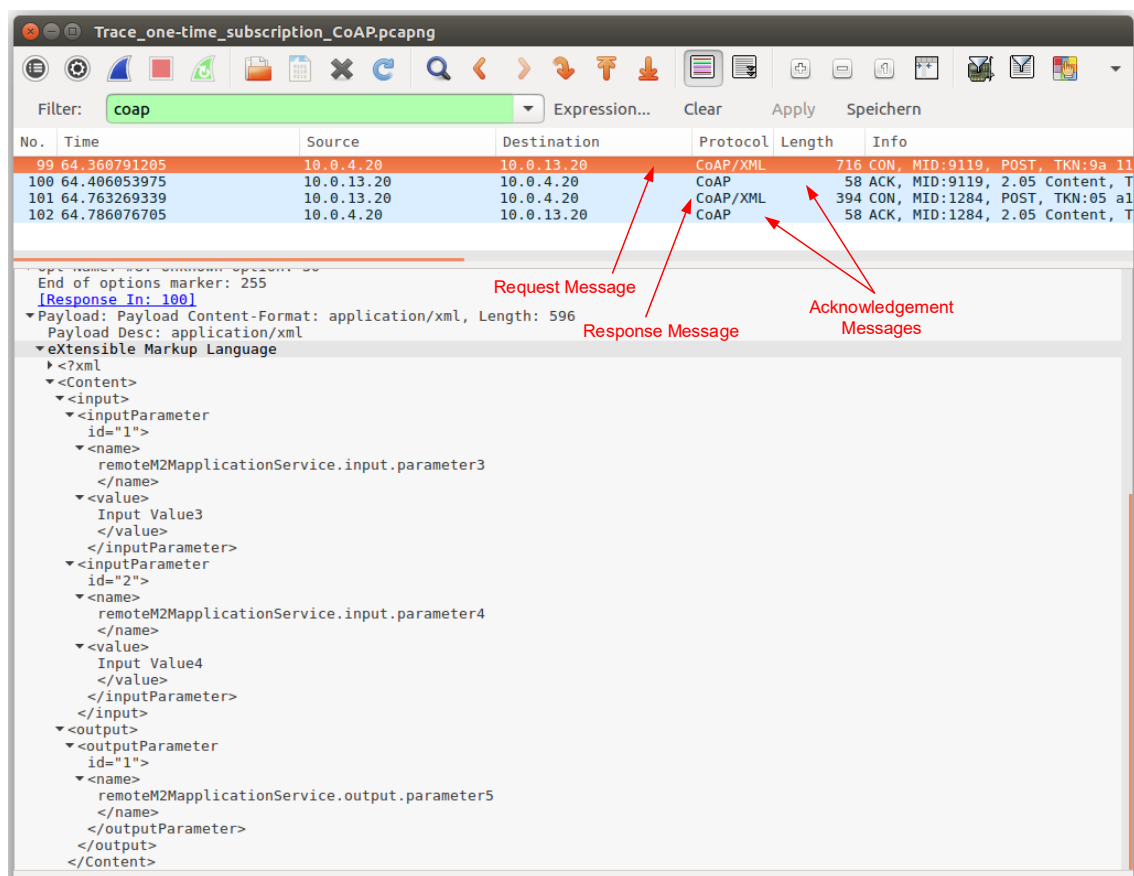 Trace_one-time_subscription_CoAP.pcapng
Filter: coap Expression... Clear Apply Speichern
No. Time Source Destination Protocol Length Info
99 64.360791205 10.0.4.20 10.0.13.20 CoAP/XML 716 CON, MID:9119, POST, TKN:9a 11
100 64.406053975 10.0.13.20 10.0.4.20 CoAP 58 ACK, MID:9119, 2.05 Content, T
101 64.763269339 10.0.13.20 10.0.4.20 CoAP/XML 394 CON, MID:1284, POST, TKN:05 a1
102 64.786076705 10.0.4.20 10.0.13.20 CoAP 58 ACK, MID:1284, 2.05 Content, T
End of options marker: 255
Request Message
[Response In: 100]
Acknowledgement
Messages
Payload: Payload Content-Format: application/xml, Length: 596
Response Message
Payload Desc: application/xml
eXtensible Markup Language
<?xml
<Content>
<input>
<inputParameter
id="1">
<name>
remoteM2MapplicationService.input.parameter3
</name>
<value>
Input Value3
</value>
</inputParameter>
<inputParameter
id="2">
<name>
remoteM2MapplicationService.input.parameter4
</name>
<value>
Input Value4
</value>
</inputParameter>
</input>
<output>
<outputParameter
id="1">
<name>
remoteM2MapplicationService.output.parameter5
</name>
</outputParameter>
</output>
</Content>